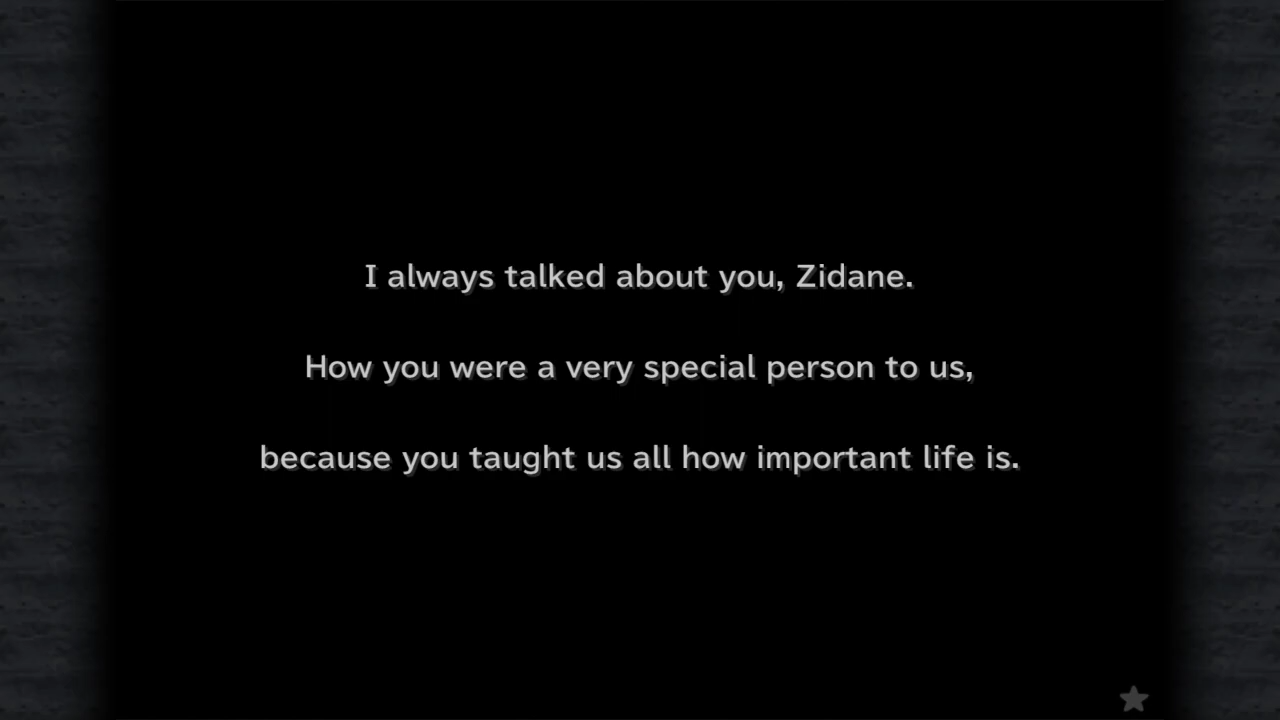 I always talked about you, Zidane.
How you were a very special person to us,
because you taught us all how important life is.